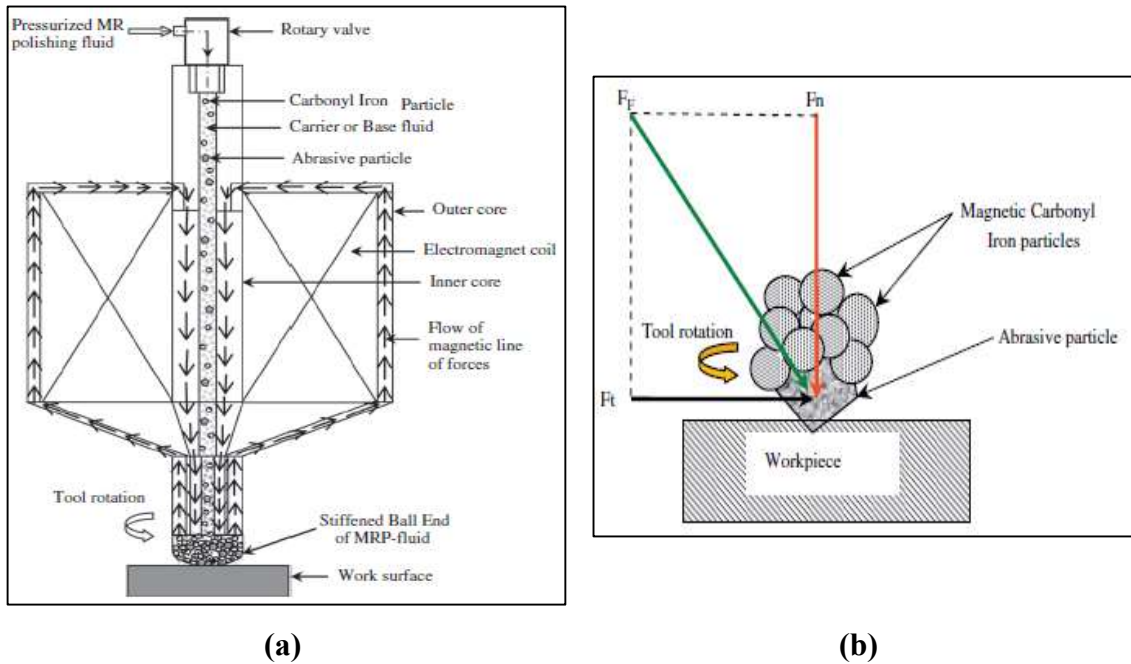 Pressurized MR
polishing fluid
Rotary valve
Carbonyl Iron Particle
Carrier or Base fluid
Abrasive particle
Outer core
Electromagnet coil
Inner core
Flow of
magnetic line
of forces
Tool rotation
Stiffened Ball End
of MRP-fluid
Work surface
(a)
F_F
Fn
Magnetic Carbonyl
Iron particles
Tool rotation
Abrasive particle
Ft
Workpiece
(b)